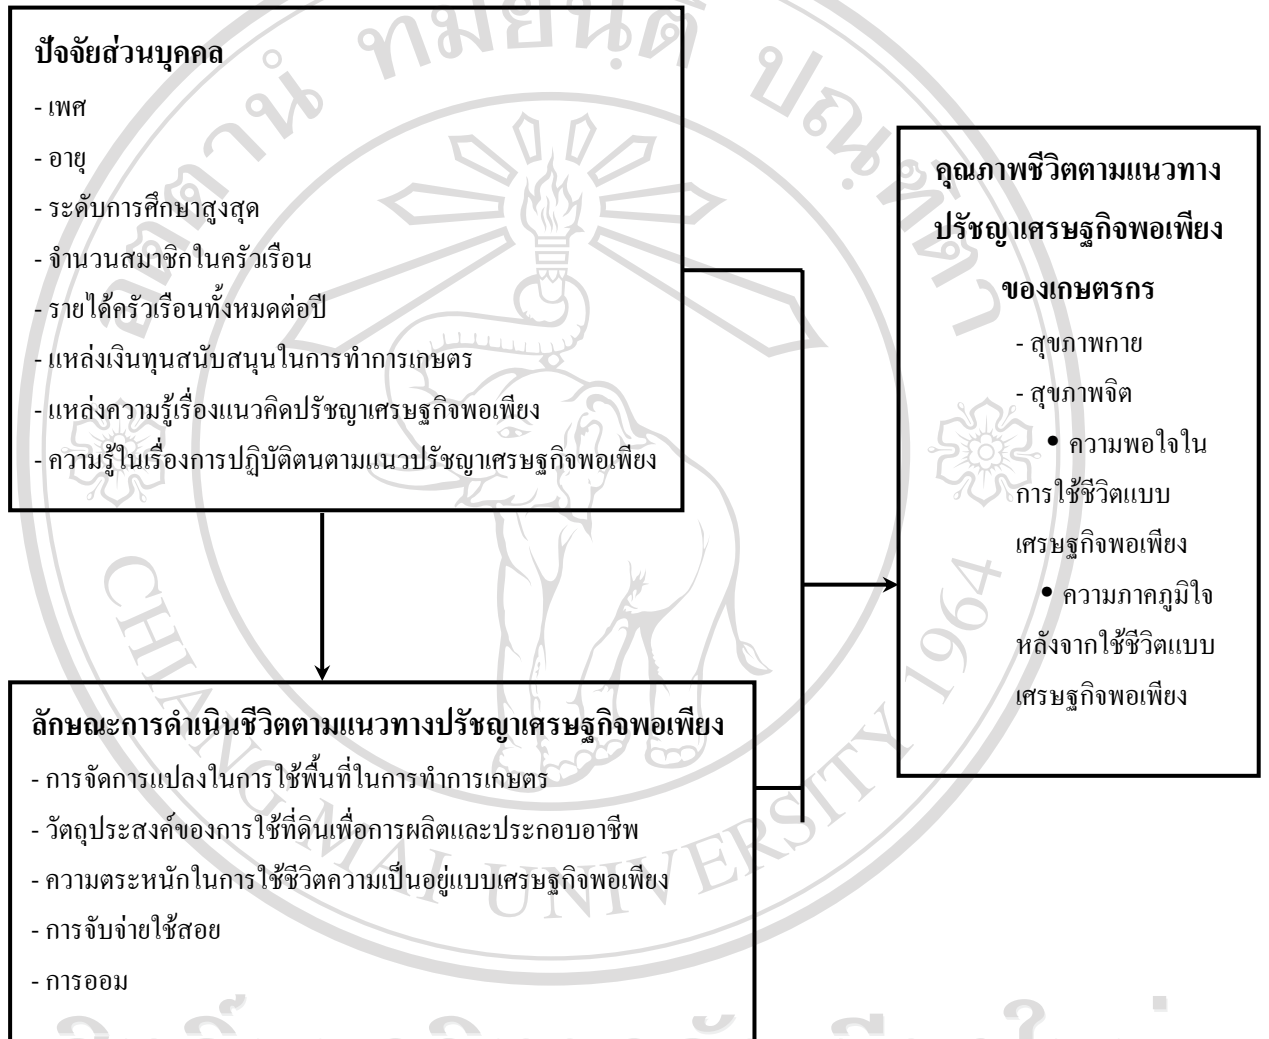 ปัจจัยส่วนบุคคล
- เพศ
- อายุ
- ระดับการศึกษาสูงสุด
- จำนวนสมาชิกในครัวเรือน
- รายได้ครัวเรือนทั้งหมดต่อปี
- แหล่งเงินทุนสนับสนุนในการทำการเกษตร
- แหล่งความรู้เรื่องแนวคิดปรัชญาเศรษฐกิจพอเพียง
- ความรู้ในเรื่องการปฏิบัติตนตามแนวปรัชญาเศรษฐกิจพอเพียง
คุณภาพชีวิตตามแนวทาง
ปรัชญาเศรษฐกิจพอเพียง
ของเกษตรกร
- สุขภาพกาย
- สุขภาพจิต
• ความพอใจใน
การใช้ชีวิตแบบ
เศรษฐกิจพอเพียง
• ความภาคภูมิใจ
หลังจากใช้ชีวิตแบบ
เศรษฐกิจพอเพียง
ลักษณะการดำเนินชีวิตตามแนวทางปรัชญาเศรษฐกิจพอเพียง
- การจัดการแปลงในการใช้พื้นที่ในการทำการเกษตร
- วัตถุประสงค์ของการใช้ที่ดินเพื่อการผลิตและประกอบอาชีพ
- ความตระหนักในการใช้ชีวิตความเป็นอยู่แบบเศรษฐกิจพอเพียง
- การจับจ่ายใช้สอย
- การออม
CHIANG MAI UNIVERSITY 1964